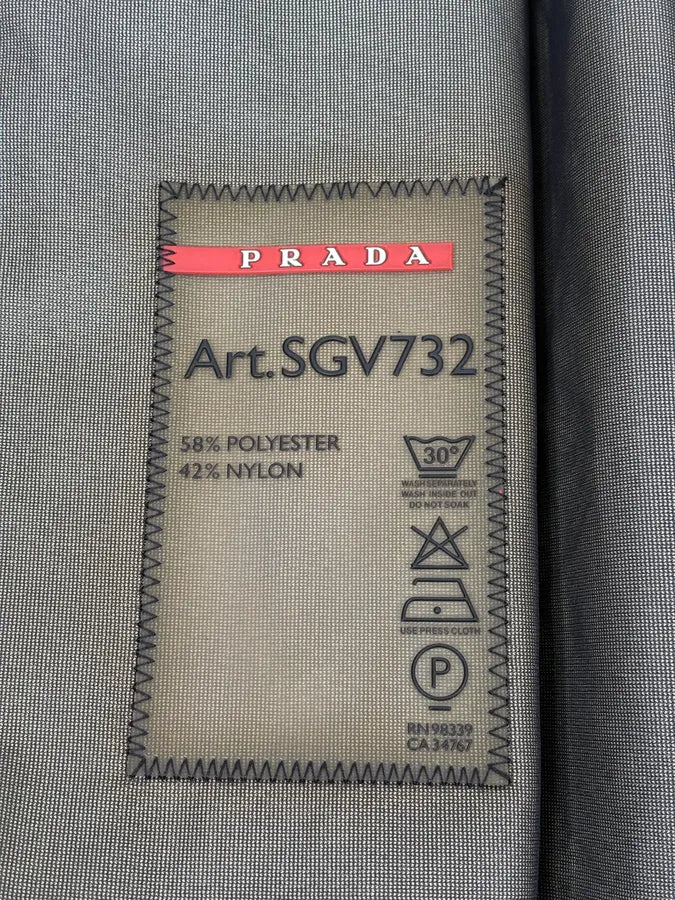 PRADA
Art.SGV732
58% POLYESTER
42% NYLON
30°
WASH SEPARATELY
WASH INSIDE OUT
DO NOT SOAK
USE PRESS CLOTH
P
RN 98339
CA 34767